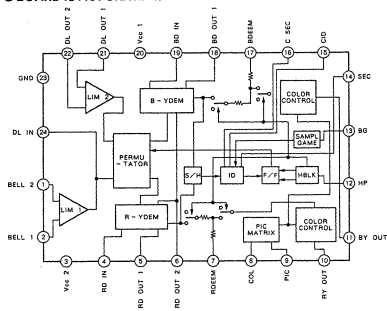 DL OUT 2
DL OUT 1
Vcc 1
BD IN
BD OUT 1
BDEEM
C SEC
CID
22
21
20
19
18
17
16
15
GND
23
LIM 2
B-YDEM
COLOR
CONTROL
14
SEC
DL IN
24
PERMU
-TATOR
SAMPL
GAME
13
BG
BELL 2
1
LIM 1
S/H
ID
F/F
HBLK
12
HP
R-YDEM
PIC
MATRIX
COLOR
CONTROL
BELL 1
2
11
BY OUT
3
4
5
6
7
8
9
10
Vcc 2
RD IN
RD OUT 1
RD OUT 2
RDEEM
COL
PIC
RY OUT